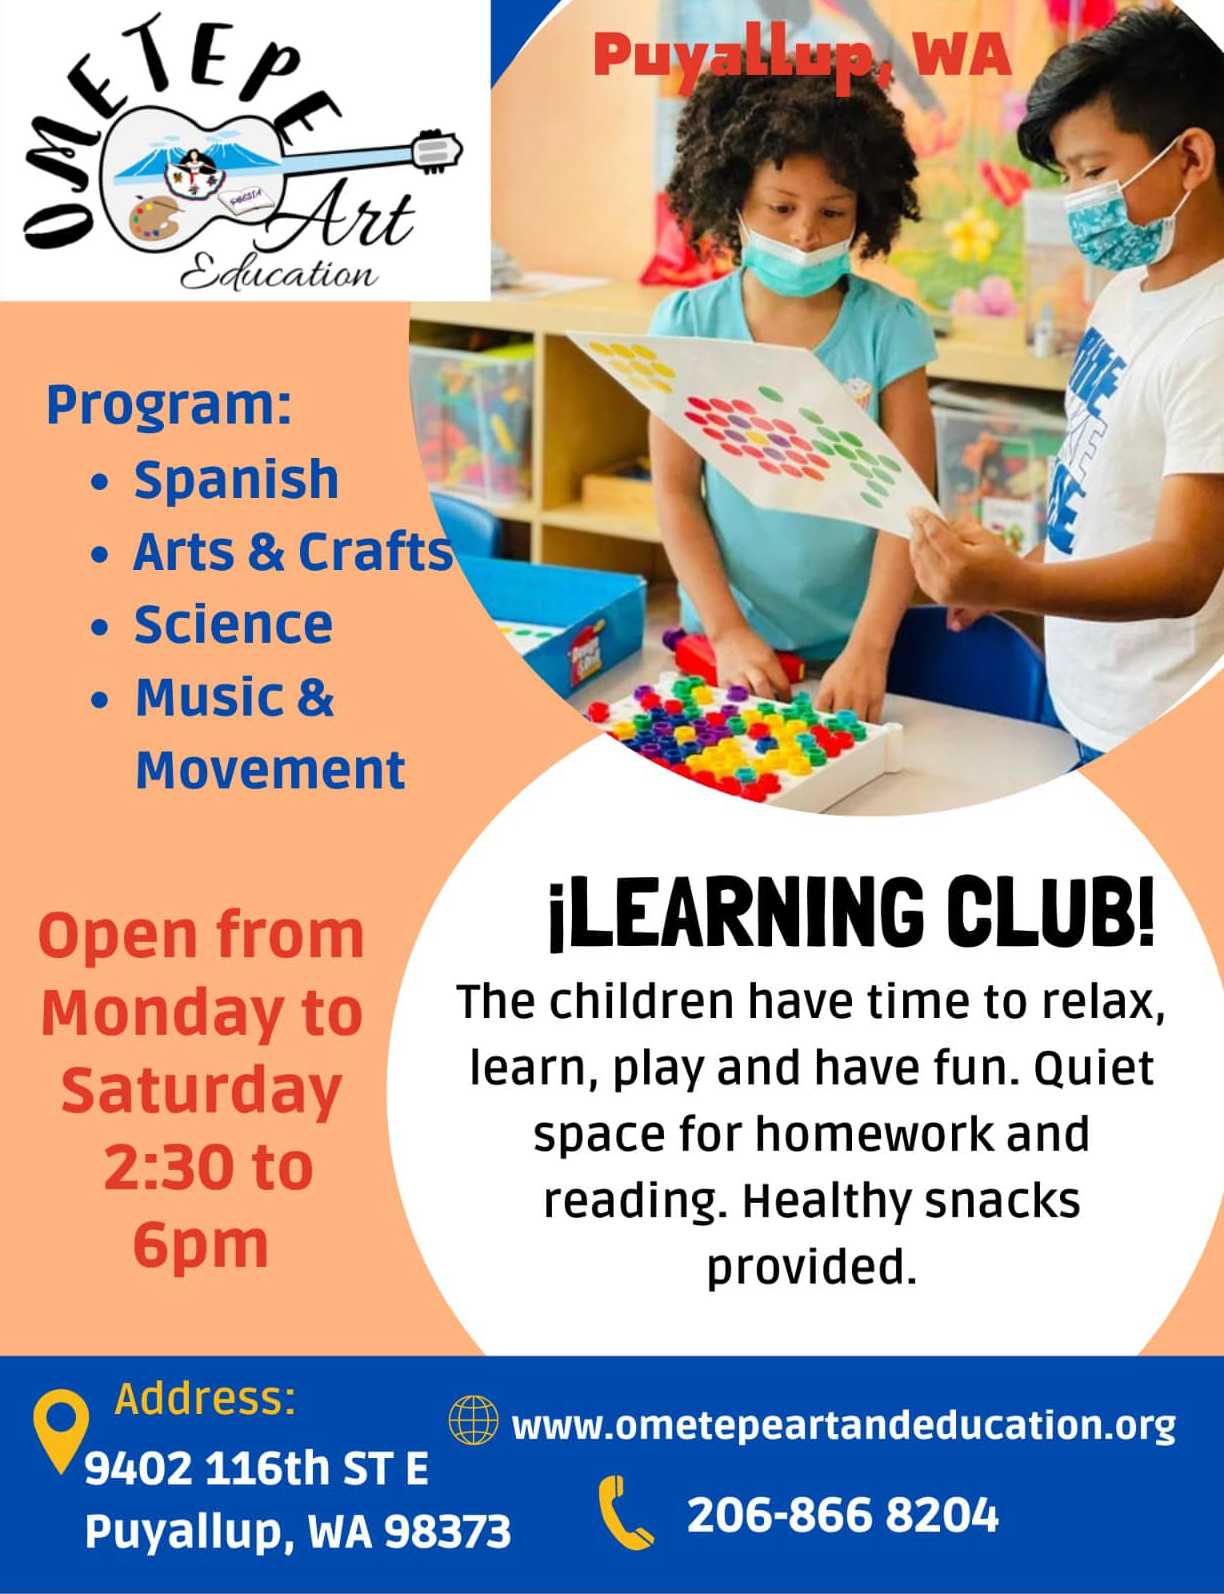 OMETEPE
Art
Education
POESIA
Puyallup, WA
Program:
• Spanish
• Arts & Crafts
• Science
• Music &
Movement
Open from
Monday to
Saturday
2:30 to
6pm
¡LEARNING CLUB!
The children have time to relax,
learn, play and have fun. Quiet
space for homework and
reading. Healthy snacks
provided.
Address:
9402 116th ST E
Puyallup, WA 98373
www.ometepeartandeducation.org
206-866 8204